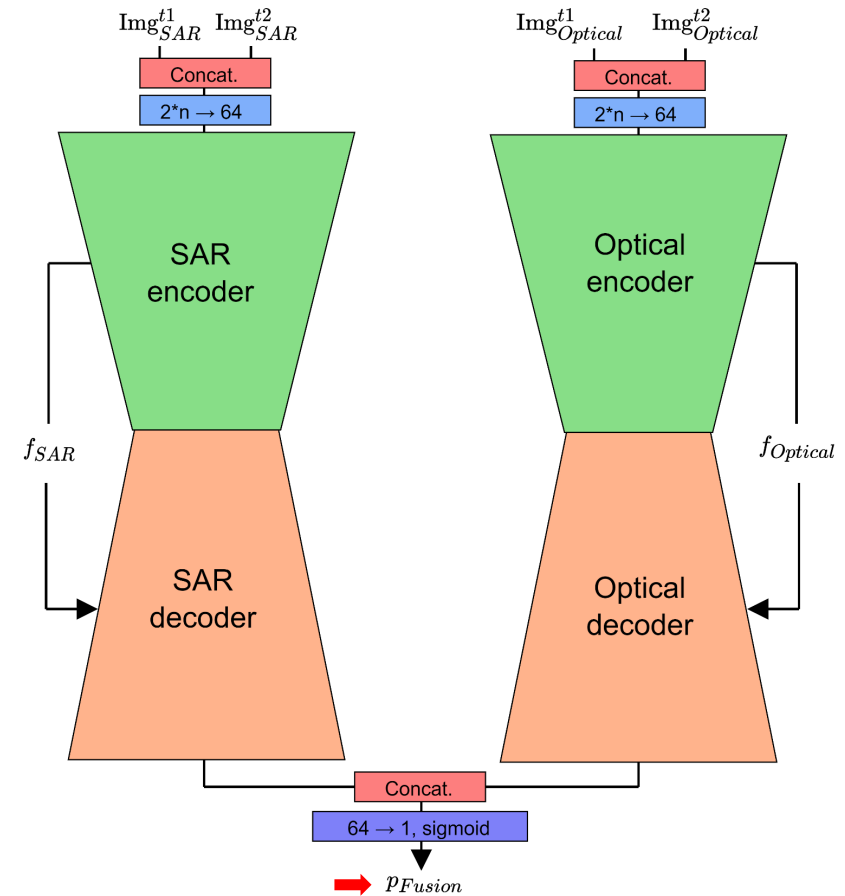 Img^{t1}_{SAR} Img^{t2}_{SAR}
Concat.
2*n → 64
SAR
encoder
f_{SAR}
SAR
decoder
Img^{t1}_{Optical} Img^{t2}_{Optical}
Concat.
2*n → 64
Optical
encoder
f_{Optical}
Optical
decoder
Concat.
64 → 1, sigmoid
p_{Fusion}